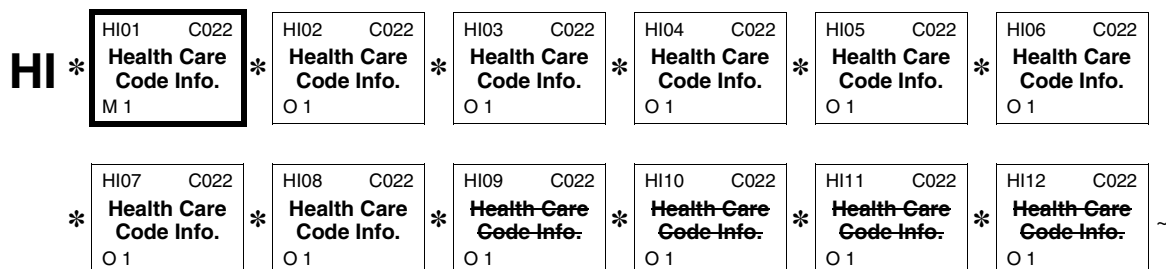 HI * HI01 C022 * HI02 C022 * HI03 C022 * HI04 C022 * HI05 C022 * HI06 C022
Health Care Health Care Health Care Health Care Health Care Health Care
Code Info. Code Info. Code Info. Code Info. Code Info. Code Info.
M 1 O 1 O 1 O 1 O 1 O 1
* HI07 C022 * HI08 C022 * HI09 C022 * HI10 C022 * HI11 C022 * HI12 C022 ~
Health Care Health Care Health Care Health Care Health Care Health Care
Code Info. Code Info. Code Info. Code Info. Code Info. Code Info.
O 1 O 1 O 1 O 1 O 1 O 1